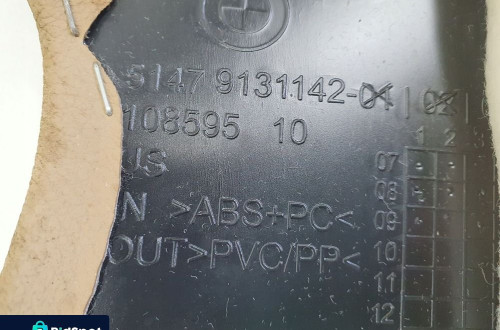 5147 9131142-01 | 02 |
108595 10
US
N >ABS+PC<
OUT>PVC/PP<
1 2
07
08
09
10
11
12
BidSpot